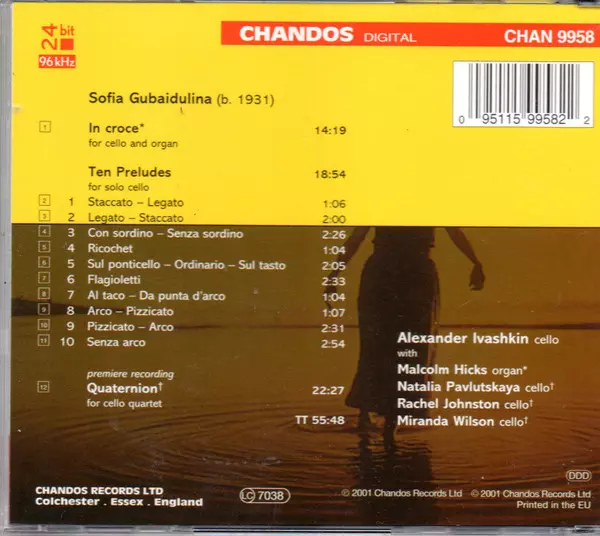 24 bit
96 kHz
CHANDOS DIGITAL CHAN 9958
0 95115 99582 2
Sofia Gubaidulina (b. 1931)
1 In croce* 14:19
for cello and organ
Ten Preludes 18:54
for solo cello
2 1 Staccato – Legato 1:06
3 2 Legato – Staccato 2:00
4 3 Con sordino – Senza sordino 2:26
5 4 Ricochet 1:04
6 5 Sul ponticello – Ordinario – Sul tasto 2:05
7 6 Flagioletti 2:33
8 7 Al taco – Da punta d'arco 1:04
9 8 Arco – Pizzicato 1:07
10 9 Pizzicato – Arco 2:31
11 10 Senza arco 2:54
premiere recording
12 Quaternion† 22:27
for cello quartet
TT 55:48
Alexander Ivashkin cello
with
Malcolm Hicks organ*
Natalia Pavlutskaya cello†
Rachel Johnston cello†
Miranda Wilson cello†
DDD
CHANDOS RECORDS LTD
Colchester . Essex . England
LC 7038
℗ 2001 Chandos Records Ltd © 2001 Chandos Records Ltd
Printed in the EU